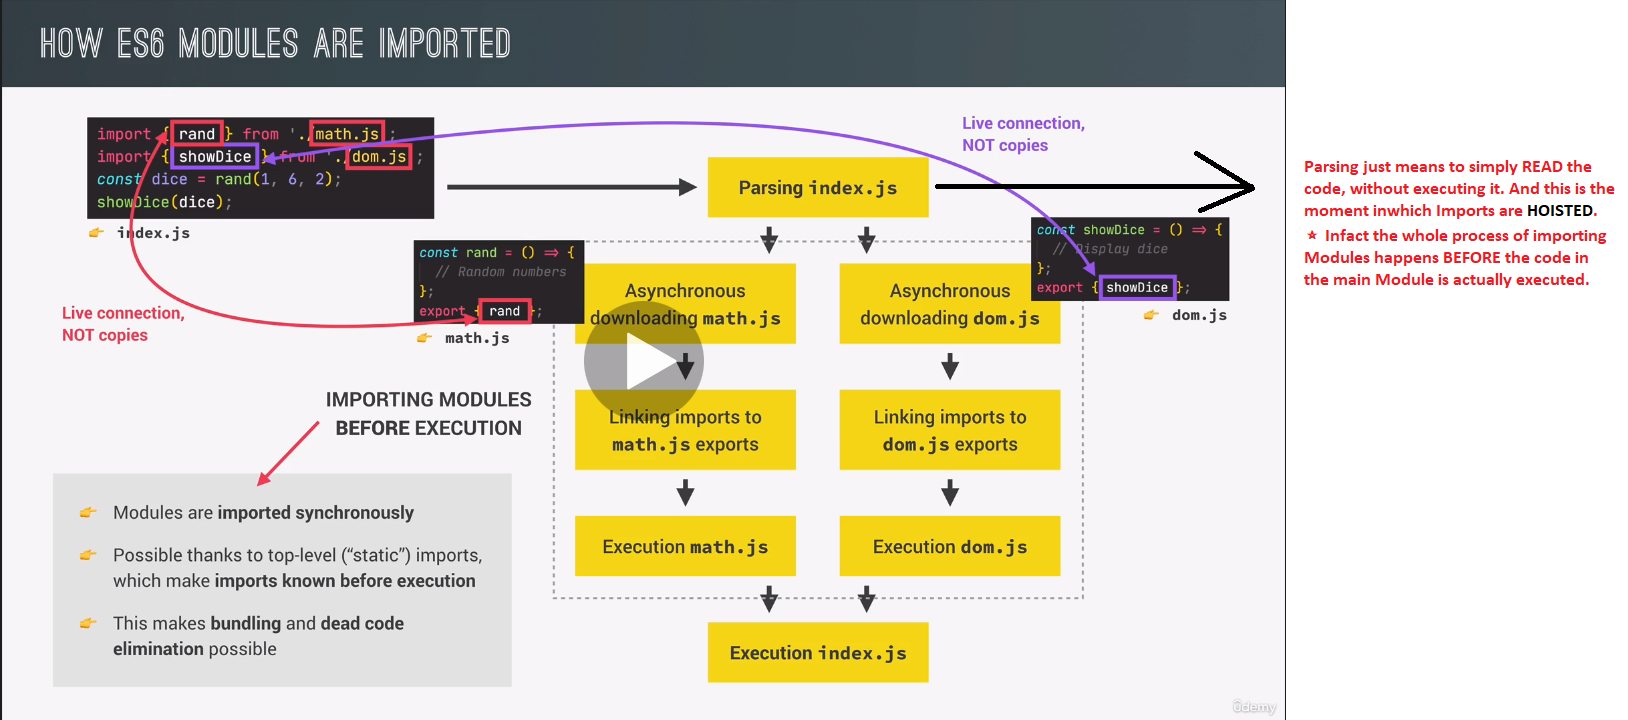 HOW ES6 MODULES ARE IMPORTED
import { rand } from './math.js';
import { showDice } from './dom.js';
const dice = rand(1, 6, 2);
showDice(dice);
👉 index.js
Live connection,
NOT copies
const rand = () => {
// Random numbers
};
export { rand };
👉 math.js
Live connection,
NOT copies
const showDice = () => {
// Display dice
};
export { showDice };
👉 dom.js
Parsing index.js
Asynchronous
downloading math.js
Asynchronous
downloading dom.js
Linking imports to
math.js exports
Linking imports to
dom.js exports
Execution math.js
Execution dom.js
Execution index.js
IMPORTING MODULES
BEFORE EXECUTION
👉 Modules are imported synchronously
👉 Possible thanks to top-level (“static”) imports,
which make imports known before execution
👉 This makes bundling and dead code
elimination possible
Parsing just means to simply READ the
code, without executing it. And this is the
moment inwhich Imports are HOISTED.
★ Infact the whole process of importing
Modules happens BEFORE the code in
the main Module is actually executed.
ûdemy